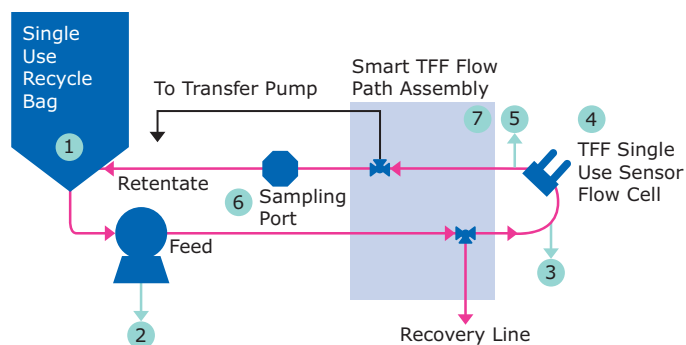 Single
Use
Recycle
Bag
1
To Transfer Pump
Smart TFF Flow
Path Assembly
7
5
4
TFF Single
Use Sensor
Flow Cell
Retentate
6
Sampling
Port
Feed
3
2
Recovery Line